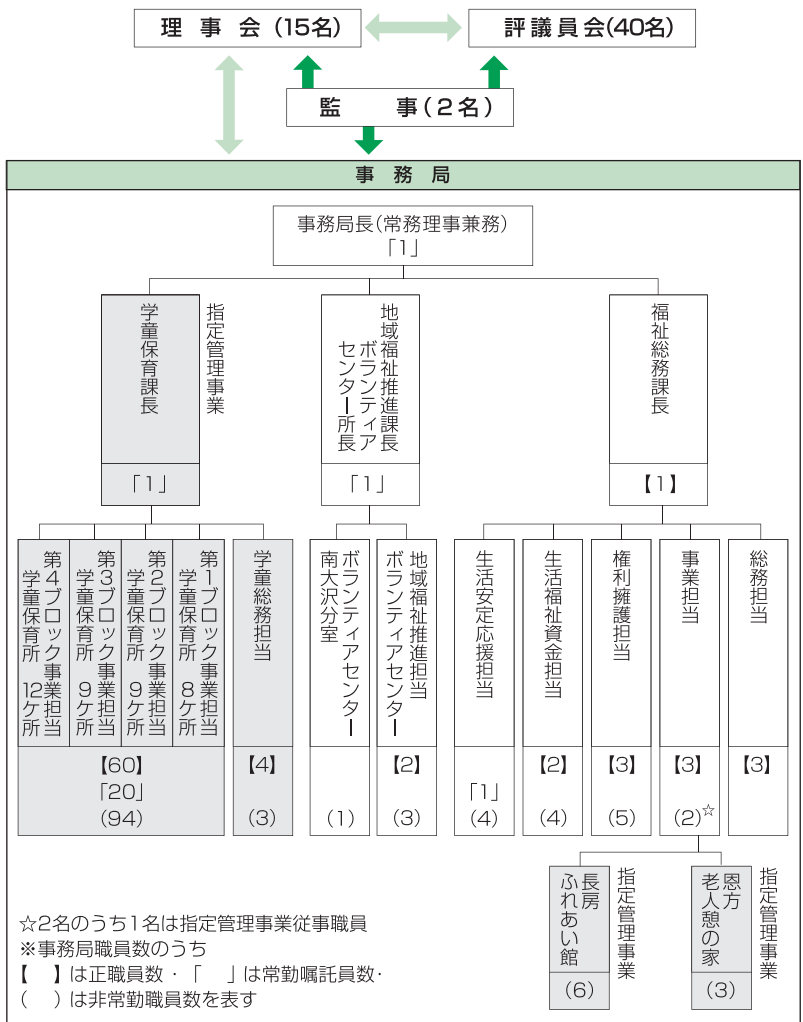 理事会(15名)
評議員会(40名)
監事(2名)
事務局
事務局長(常務理事兼務)
「1」
学童保育課長
「1」
指定管理事業
地域福祉推進課長
ボランティア
センター所長
「1」
福祉総務課長
【1】
第4ブロック事業担当
学童保育所 12ケ所
第3ブロック事業担当
学童保育所 9ケ所
第2ブロック事業担当
学童保育所 9ケ所
第1ブロック事業担当
学童保育所 8ケ所
【60】
「20」
(94)
学童総務担当
【4】
(3)
ボランティアセンター
南大沢分室
(1)
地域福祉推進担当
ボランティアセンター
【2】
(3)
生活安定応援担当
「1」
(4)
生活福祉資金担当
【2】
(4)
権利擁護担当
【3】
(5)
事業担当
【3】
(2)☆
総務担当
【3】
長房
ふれあい館
(6)
指定管理事業
恩方
老人憩の家
(3)
指定管理事業
☆2名のうち1名は指定管理事業従事職員
※事務局職員数のうち
【 】は正職員数・「 」は常勤嘱託員数・
( )は非常勤職員数を表す